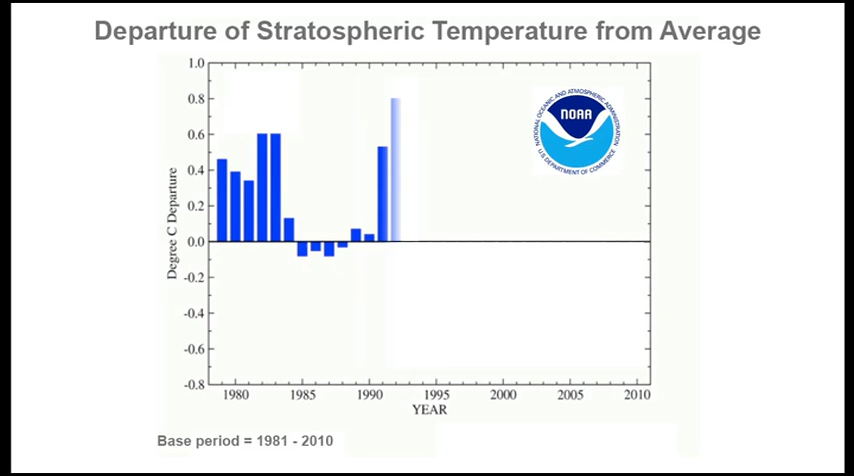 Departure of Stratospheric Temperature from Average
1.0
0.8
0.6
0.4
0.2
0.0
-0.2
-0.4
-0.6
-0.8
Degree C Departure
NATIONAL OCEANIC AND ATMOSPHERIC ADMINISTRATION
NOAA
U.S. DEPARTMENT OF COMMERCE
1980 1985 1990 1995 2000 2005 2010
YEAR
Base period = 1981 - 2010